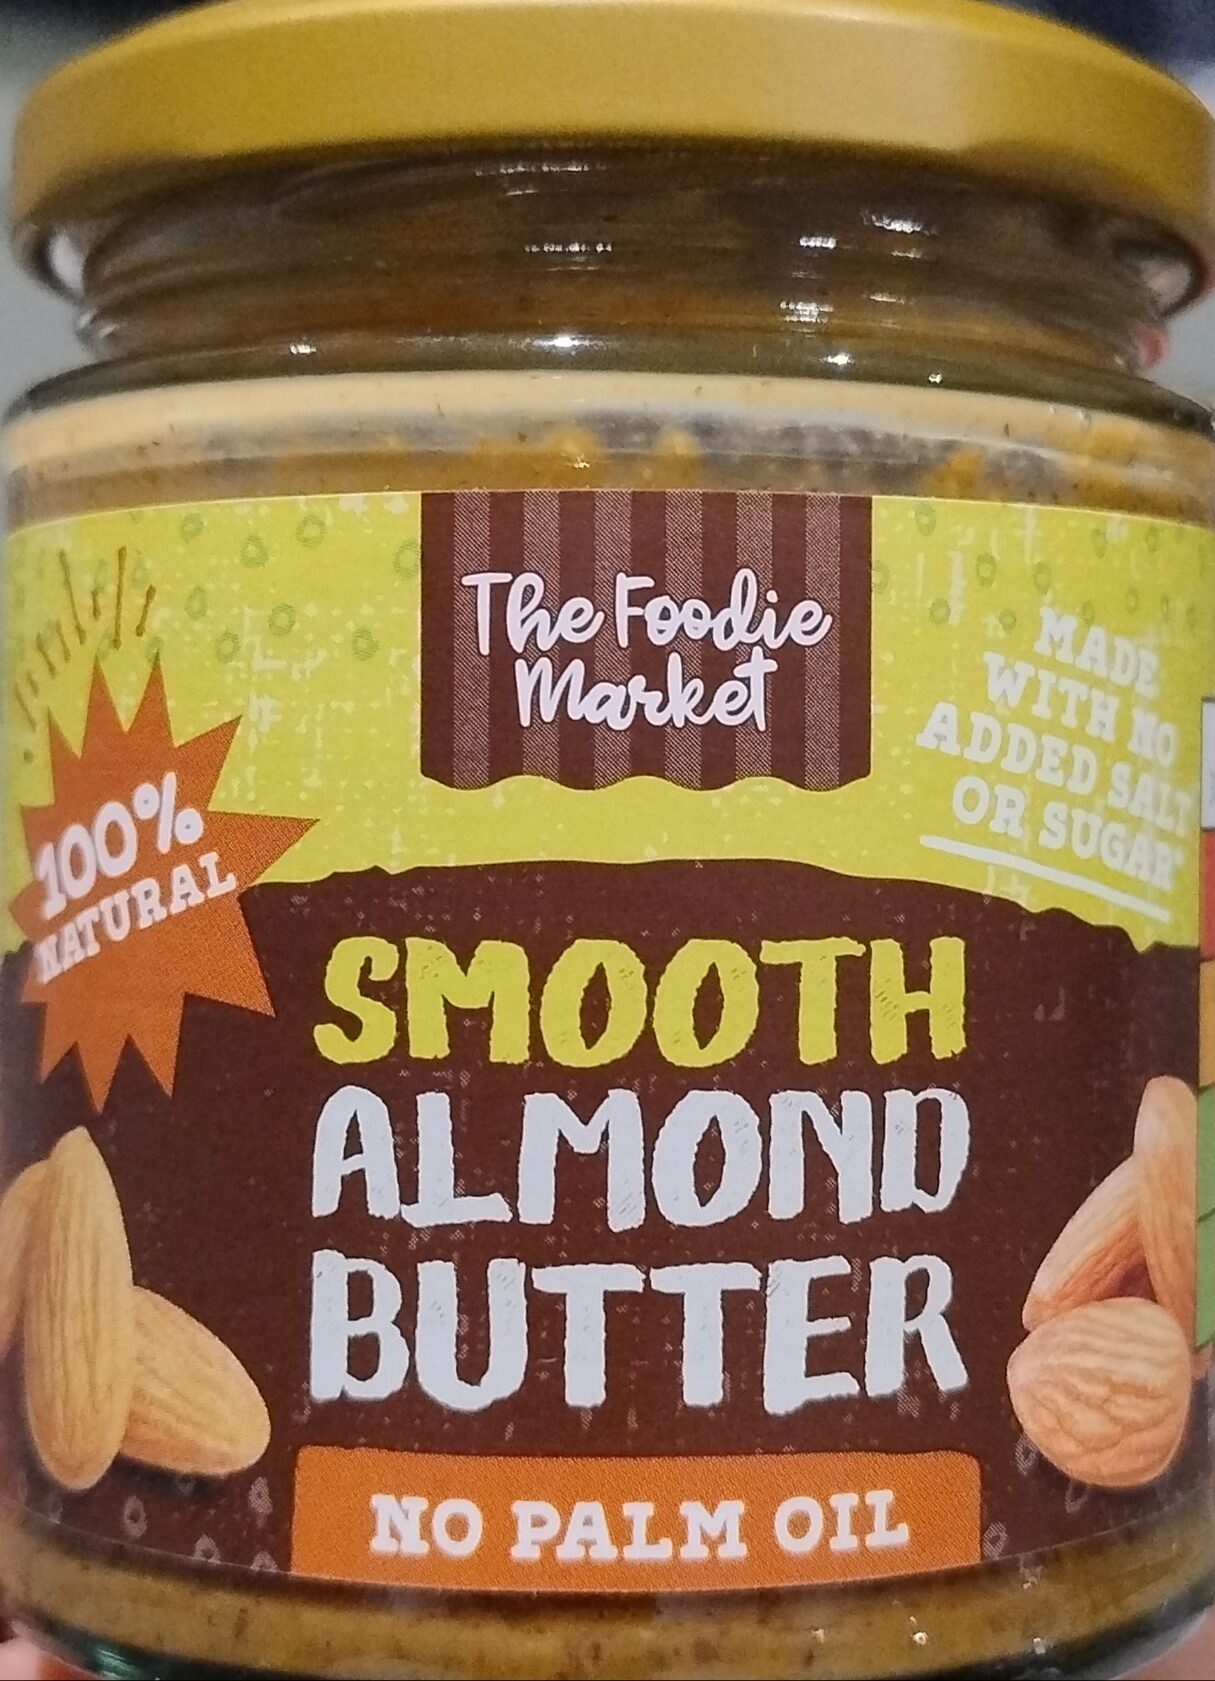 The Foodie
Market
MADE
WITH NO
ADDED SALT
OR SUGAR*
100%
NATURAL
SMOOTH
ALMOND
BUTTER
NO PALM OIL